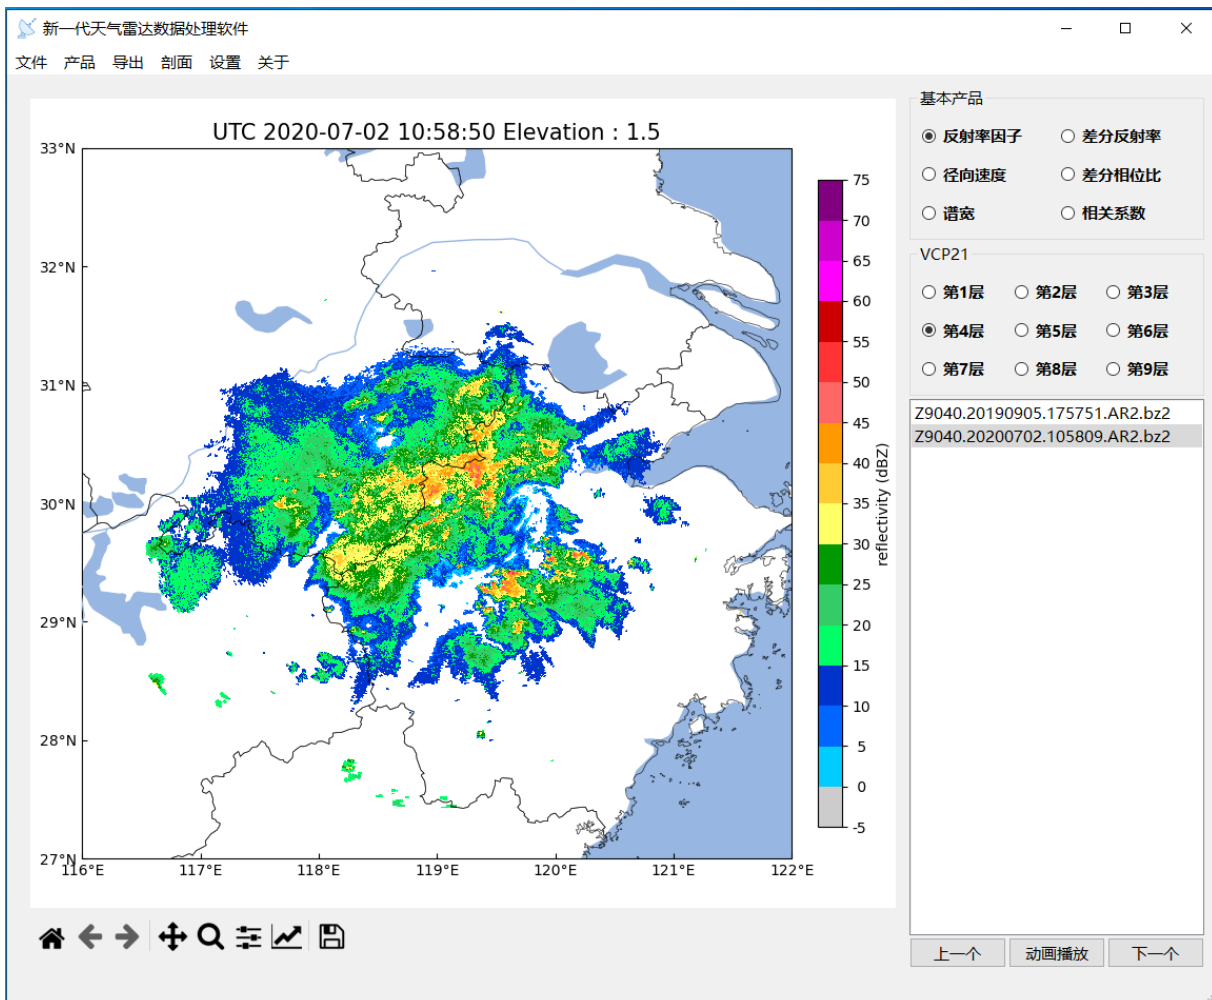 新一代天气雷达数据处理软件
文件 产品 导出 剖面 设置 关于
UTC 2020-07-02 10:58:50 Elevation : 1.5
33°N
32°N
31°N
30°N
29°N
28°N
27°N
116°E 117°E 118°E 119°E 120°E 121°E 122°E
75
70
65
60
55
50
45
40
35
30
25
20
15
10
5
0
-5
reflectivity (dBZ)
基本产品
反射率因子 差分反射率
径向速度 差分相位比
谱宽 相关系数
VCP21
第1层 第2层 第3层
第4层 第5层 第6层
第7层 第8层 第9层
Z9040.20190905.175751.AR2.bz2
Z9040.20200702.105809.AR2.bz2
上一个 动画播放 下一个